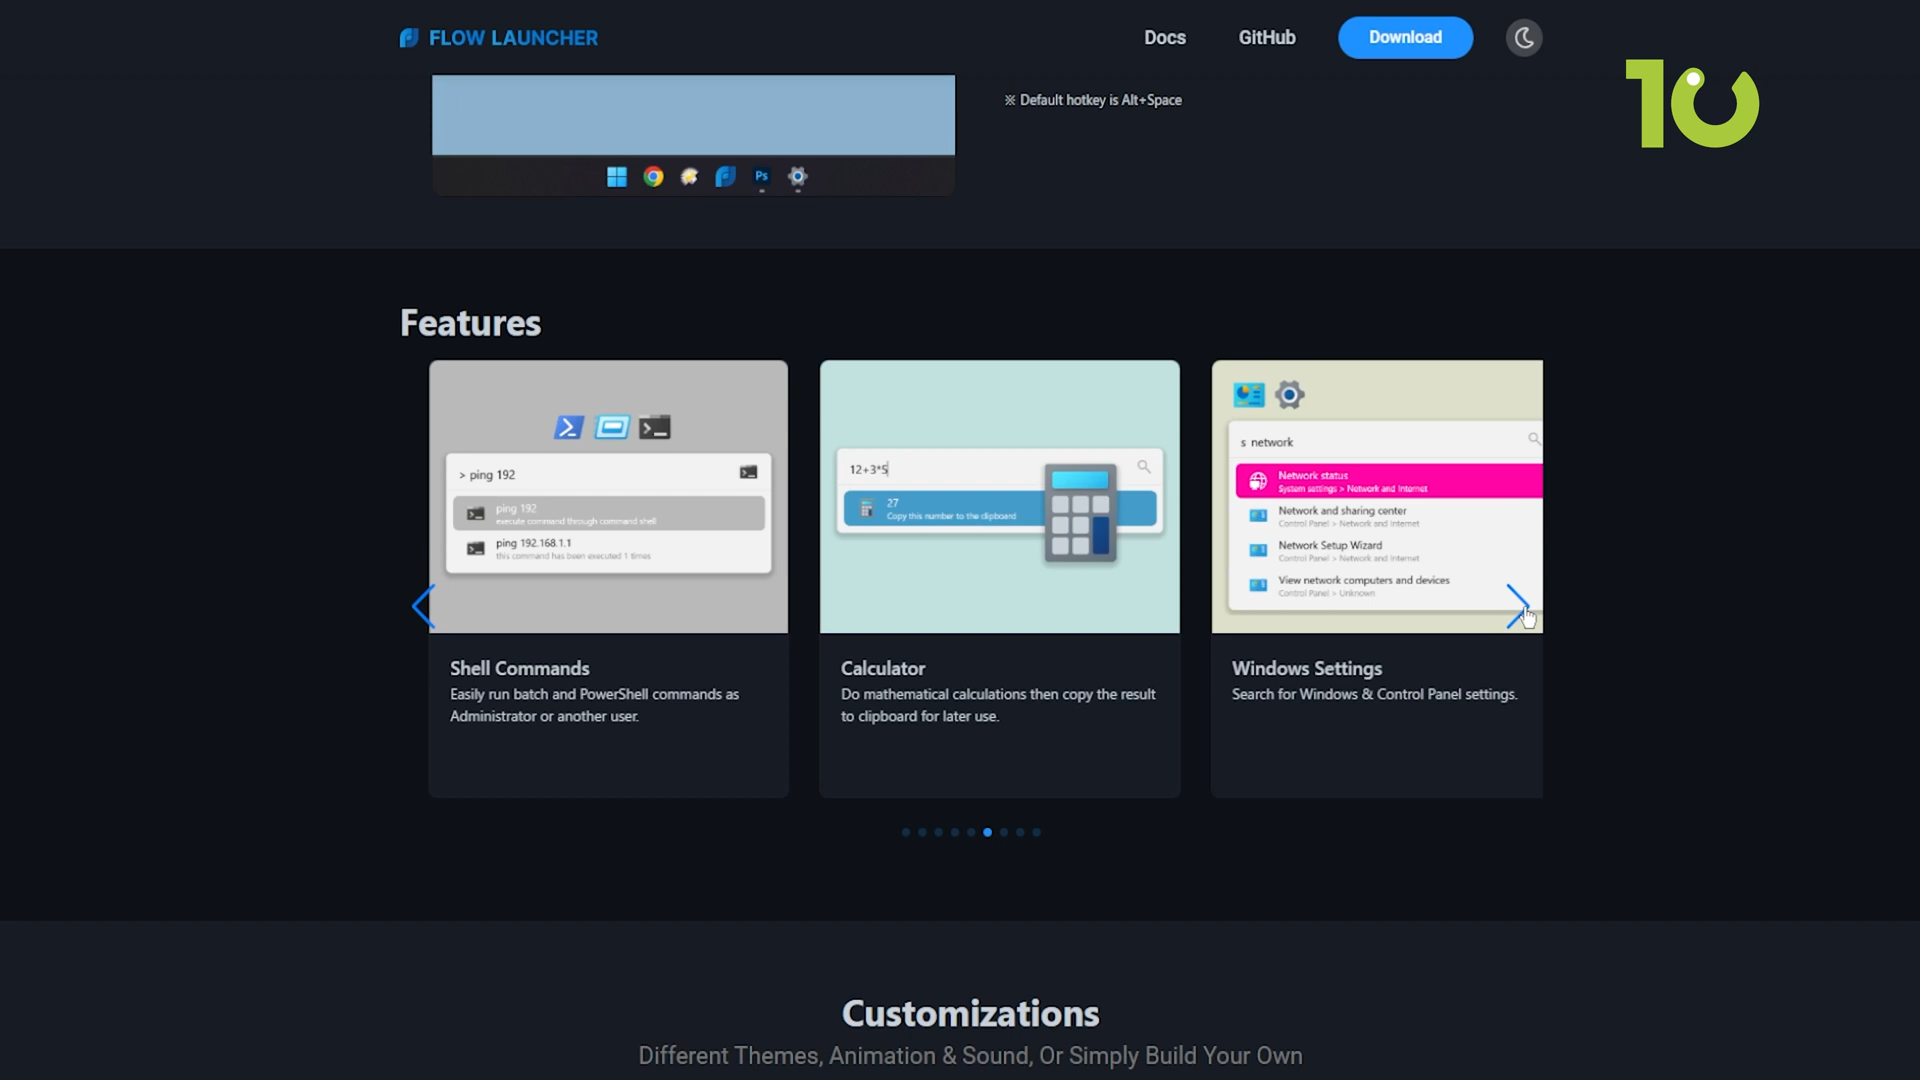 FLOW LAUNCHER
Docs
GitHub
Download
10
※ Default hotkey is Alt+Space
Ps
Features
> ping 192
ping 192
execute command through command shell
ping 192.168.1.1
this command has been executed 1 times
12+3*5
27
Copy this number to the clipboard
s network
Network status
System settings > Network and Internet
Network and sharing center
Control Panel > Network and Internet
Network Setup Wizard
Control Panel > Network and Internet
View network computers and devices
Control Panel > Unknown
Shell Commands
Easily run batch and PowerShell commands as
Administrator or another user.
Calculator
Do mathematical calculations then copy the result
to clipboard for later use.
Windows Settings
Search for Windows & Control Panel settings.
Customizations
Different Themes, Animation & Sound, Or Simply Build Your Own